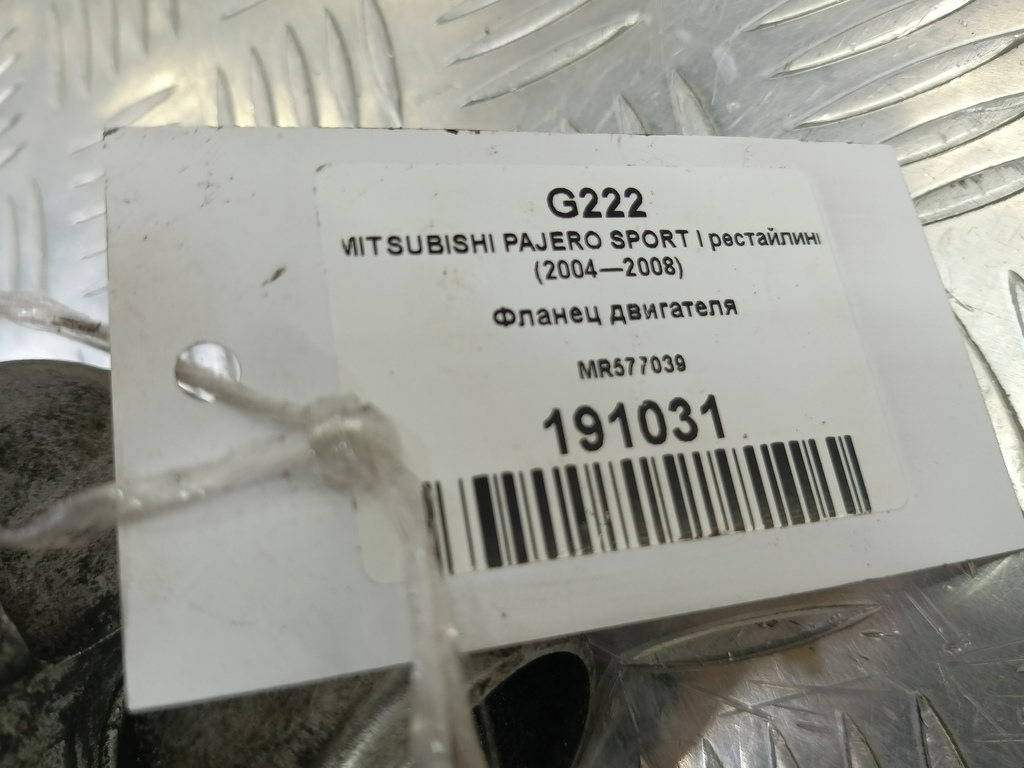 G222
MITSUBISHI PAJERO SPORT I рестайлинг
(2004—2008)
Фланец двигателя
MR577039
191031